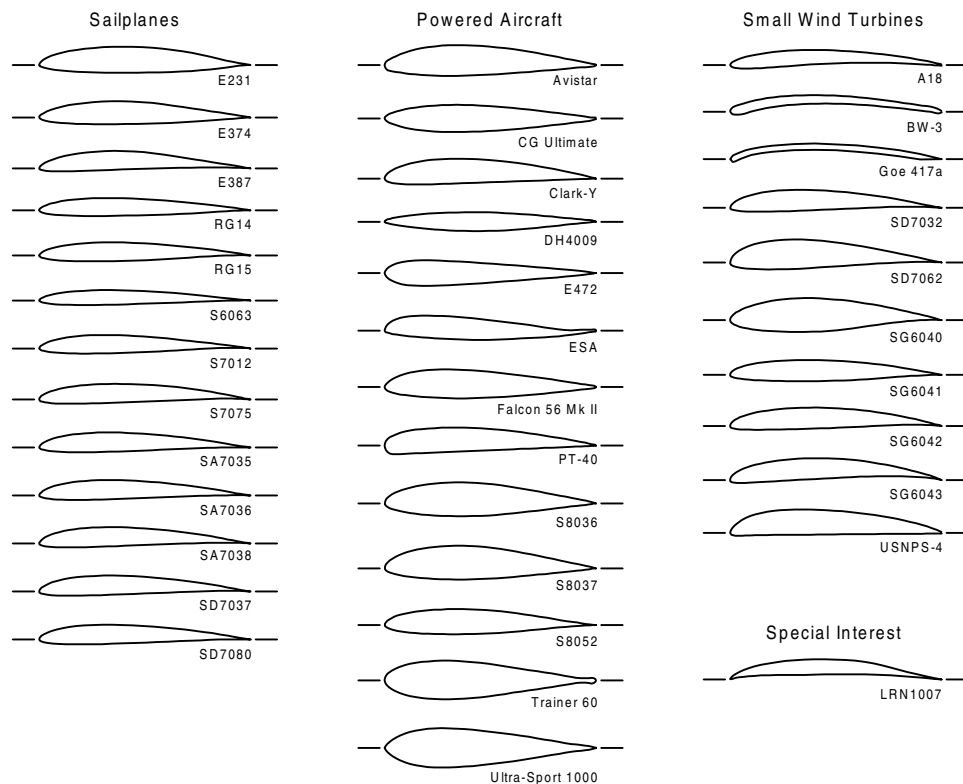 Sailplanes
E231
E374
E387
RG14
RG15
S6063
S7012
S7075
SA7035
SA7036
SA7038
SD7037
SD7080
Powered Aircraft
Avistar
CG Ultimate
Clark-Y
DH4009
E472
ESA
Falcon 56 Mk II
PT-40
S8036
S8037
S8052
Trainer 60
Ultra-Sport 1000
Small Wind Turbines
A18
BW-3
Goe 417a
SD7032
SD7062
SG6040
SG6041
SG6042
SG6043
USNPS-4
Special Interest
LRN1007